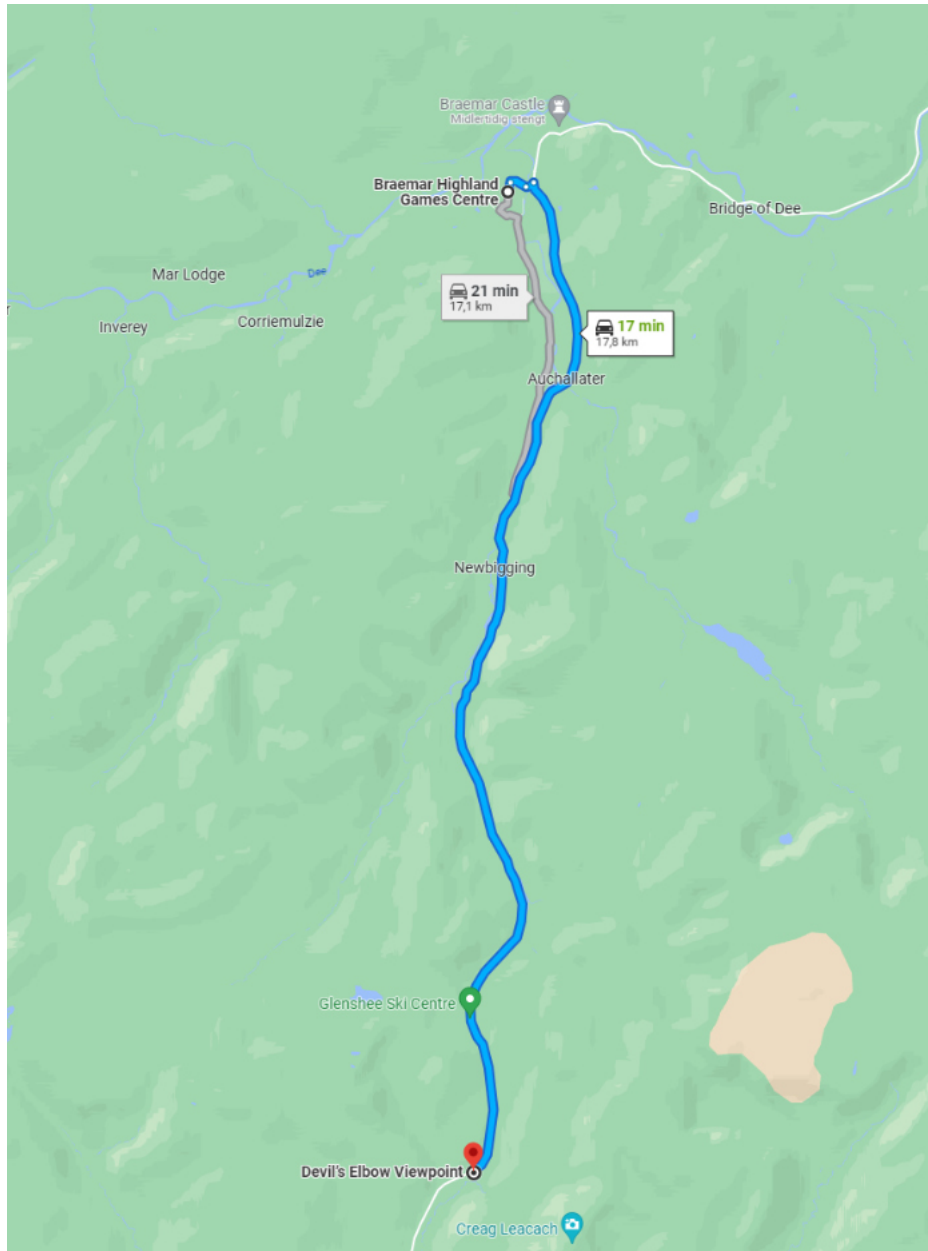 Braemar Castle
Midlertidig stengt
Braemar Highland
Games Centre
Bridge of Dee
Mar Lodge
Dee
21 min
17,1 km
Inverey
Corriemulzie
17 min
17,8 km
Auchallater
Newbigging
Glenshee Ski Centre
Devil's Elbow Viewpoint
Creag Leacach